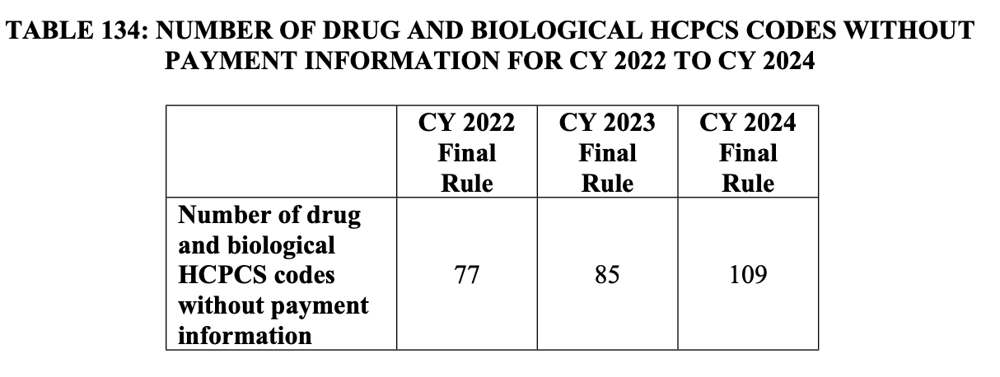 TABLE 134: NUMBER OF DRUG AND BIOLOGICAL HCPCS CODES WITHOUT
PAYMENT INFORMATION FOR CY 2022 TO CY 2024
CY 2022
Final
Rule
CY 2023
Final
Rule
CY 2024
Final
Rule
Number of drug
and biological
HCPCS codes
without payment
information
77
85
109